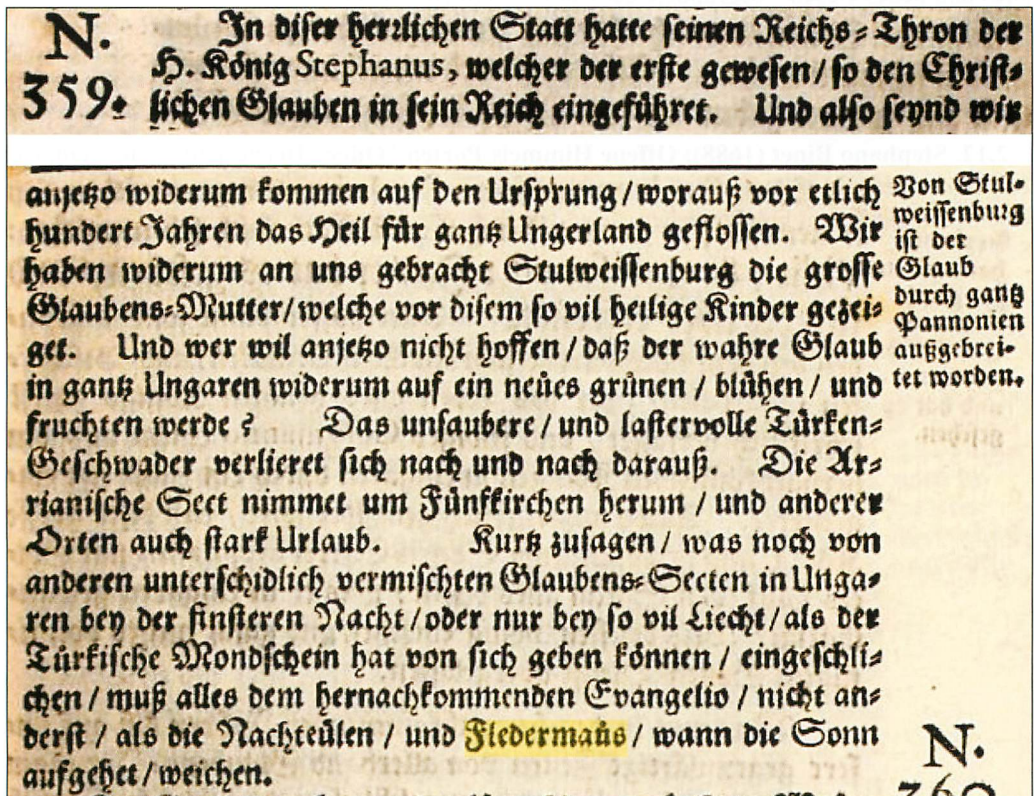 N.
359.
In diser herrlichen Statt hatte seinen Reichs-Thron der
H. König Stephanus, welcher der erste gewesen / so den Christ-
lichen Glauben in sein Reich eingeführet. Und also seynd wir
anjetzo widerum kommen auf den Ursprung / worauß vor etlich
hundert Jahren das Heil für gantz Ungerland geflossen. Wir
haben widerum an uns gebracht Stulweissenburg die grosse
Glaubens-Mutter / welche vor disem so vil heilige Kinder gezei-
get. Und wer wil anjetzo nicht hoffen / daß der wahre Glaub
in gantz Ungaren widerum auf ein neües grünen / blühen / und
fruchten werde ? Das unsaubere / und lastervolle Türken-
Geschwader verlieret sich nach und nach darauß. Die Ar-
rianische Sect nimmet um Fünfkirchen herum / und anderer
Orten auch stark Urlaub. Kurtz zusagen / was noch von
anderen unterschidlich vermischten Glaubens-Secten in Unga-
ren bey der finsteren Nacht / oder nur bey so vil Liecht / als der
Türkische Mondschein hat von sich geben können / eingeschli-
chen / muß alles dem hernachkommenden Evangelio / nicht an-
derst / als die Nachteülen / und Fledermaüs / wann die Sonn
aufgehet / weichen.
Von Stul-
weissenburg
ist der
Glaub
durch gantz
Pannonien
außgebrei-
tet worden.
N.
360